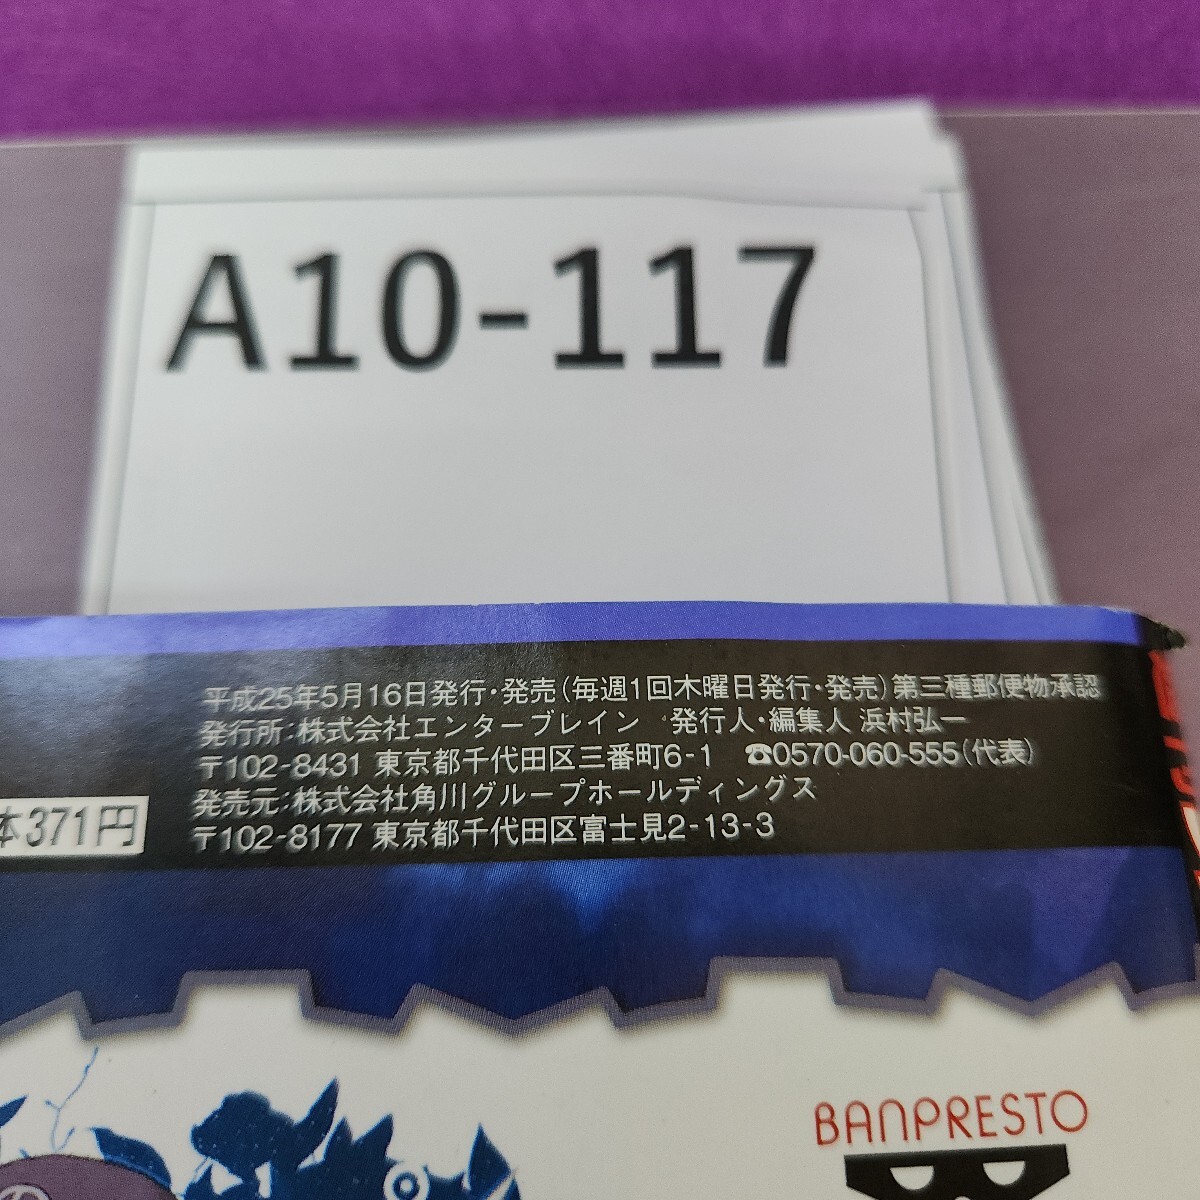 A10-117
平成25年5月16日発行・発売(毎週1回木曜日発行・発売)第三種郵便物承認
発行所:株式会社エンターブレイン 発行人・編集人 浜村弘一
〒102-8431 東京都千代田区三番町6-1 ☎0570-060-555(代表)
発売元:株式会社角川グループホールディングス
〒102-8177 東京都千代田区富士見2-13-3
本371円
BANPRESTO